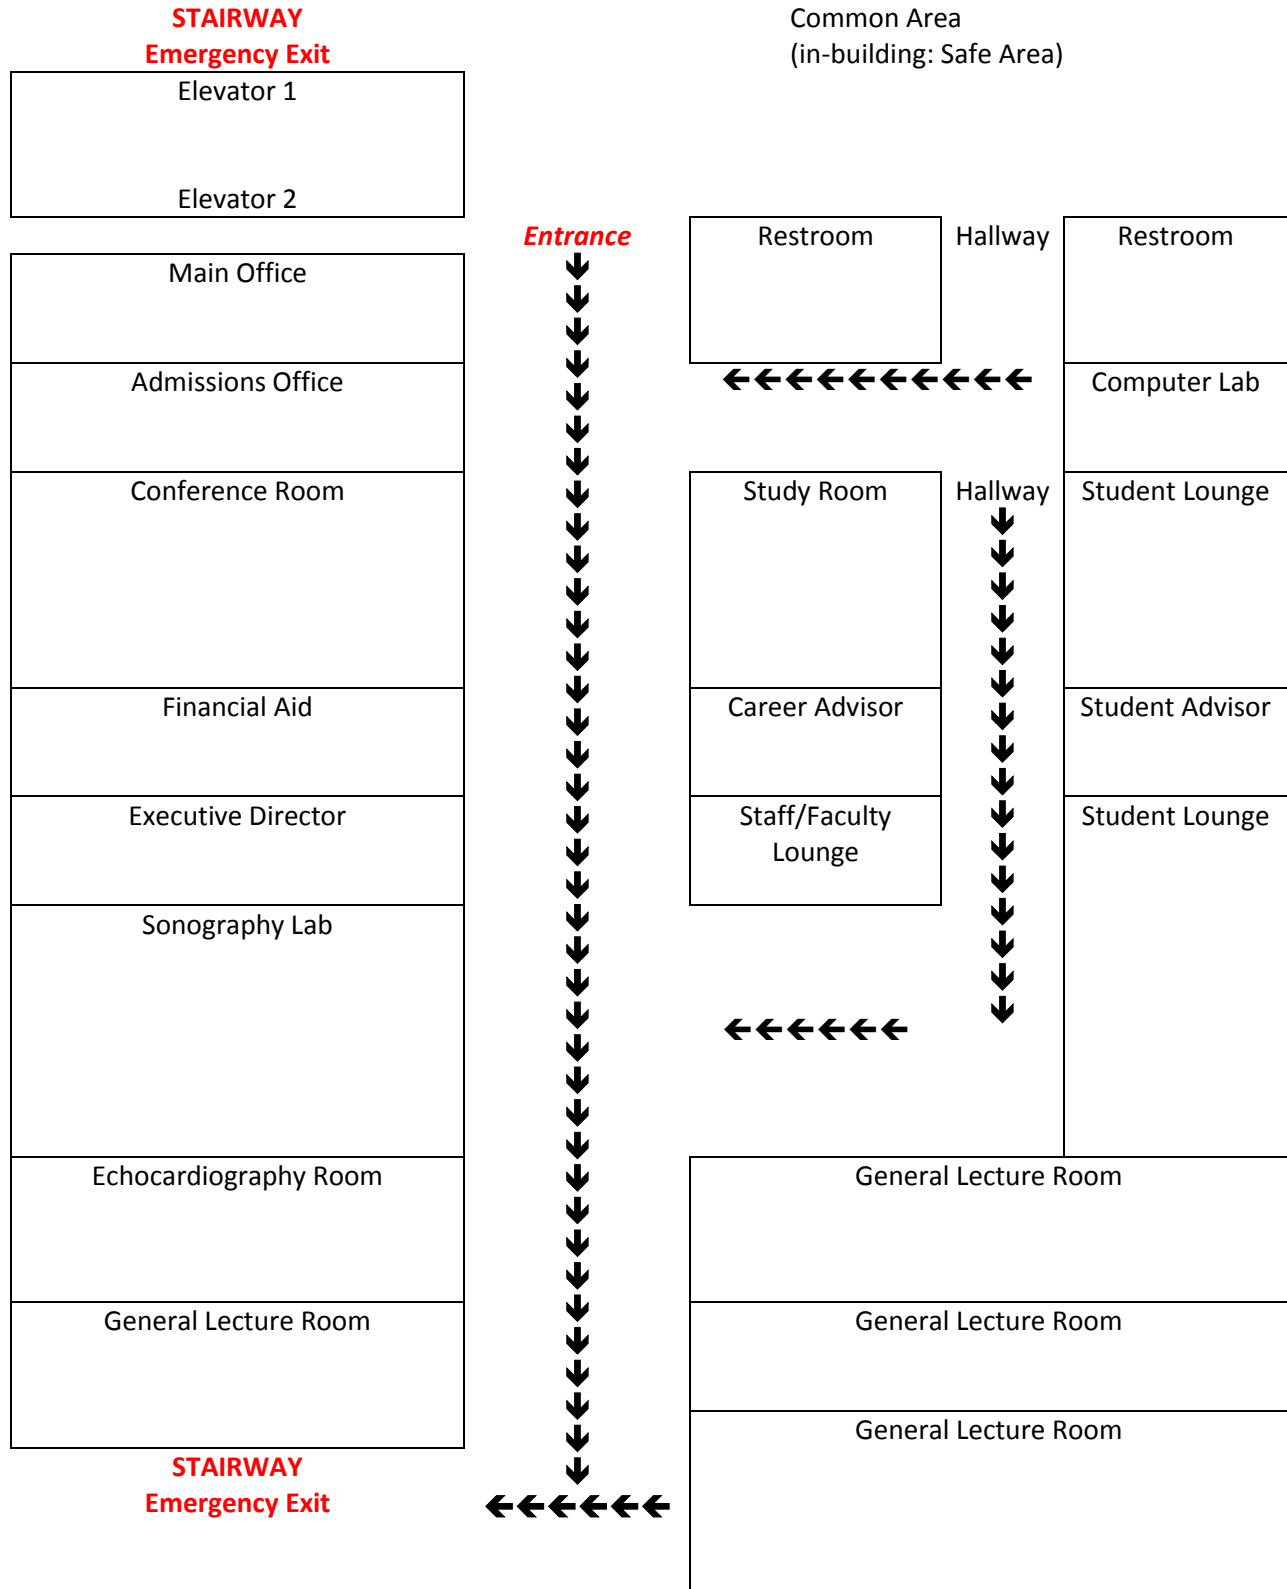 STAIRWAY
Emergency Exit
Common Area
(in-building: Safe Area)
Elevator 1
Elevator 2
Entrance
Restroom
Hallway
Restroom
Main Office
Admissions Office
Computer Lab
Conference Room
Study Room
Hallway
Student Lounge
Financial Aid
Career Advisor
Student Advisor
Executive Director
Staff/Faculty
Lounge
Student Lounge
Sonography Lab
Echocardiography Room
General Lecture Room
General Lecture Room
General Lecture Room
General Lecture Room
STAIRWAY
Emergency Exit